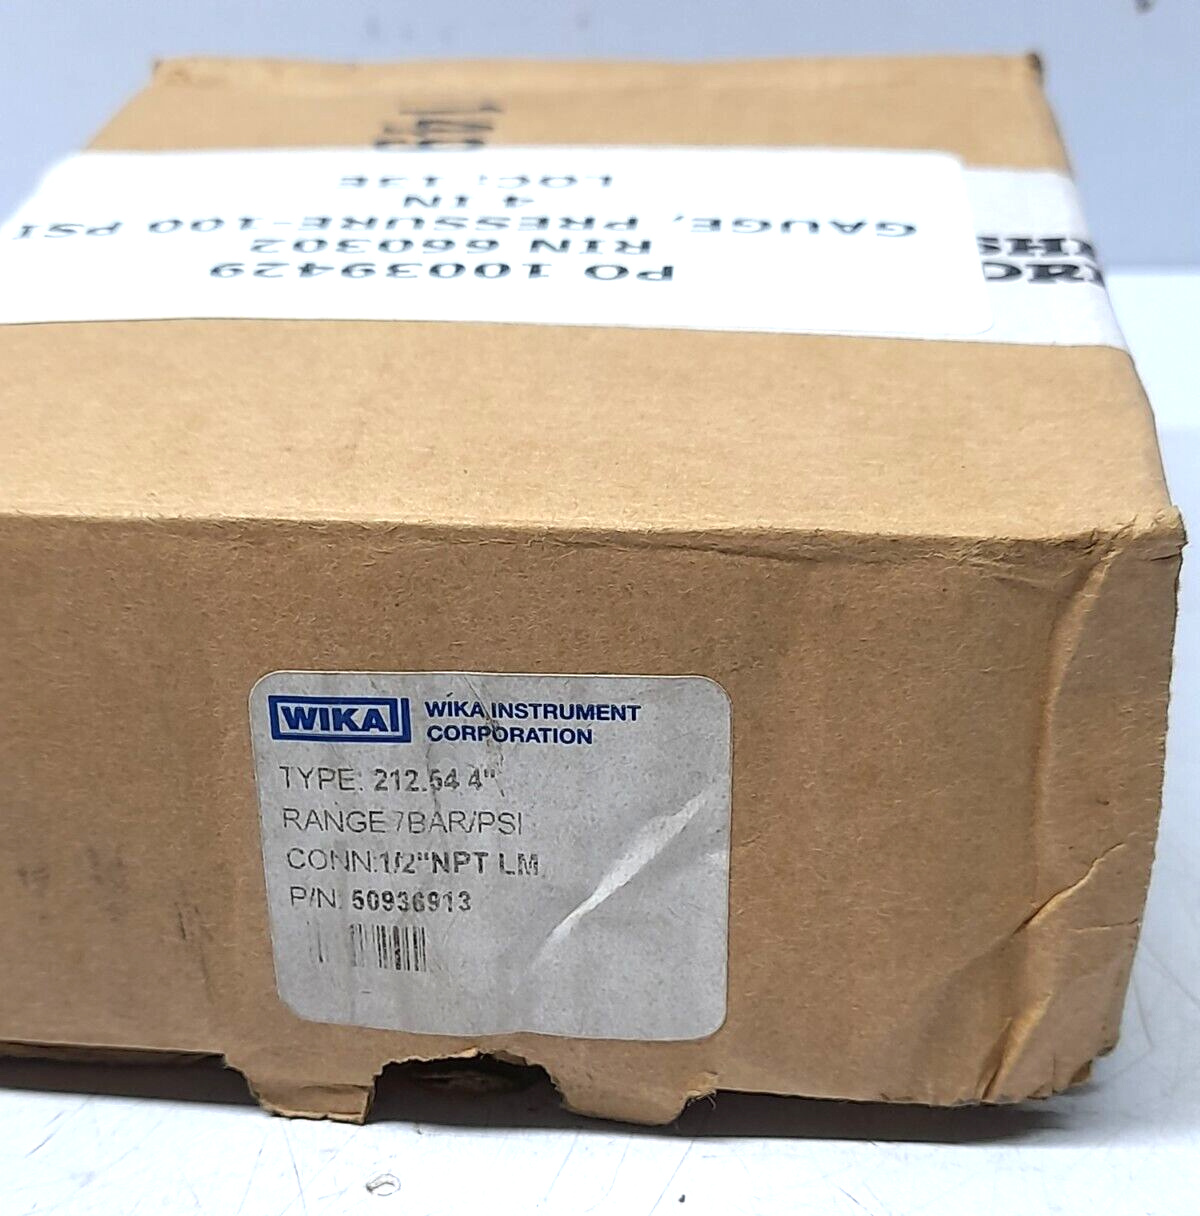 PO 10039429
RIN 660302
GAUGE, PRESSURE-100 PSI
4 IN
LOC: 13E
WIKA WIKA INSTRUMENT
CORPORATION
TYPE: 212.54 4"
RANGE 7BAR/PSI
CONN:1/2"NPT LM
P/N: 50936913